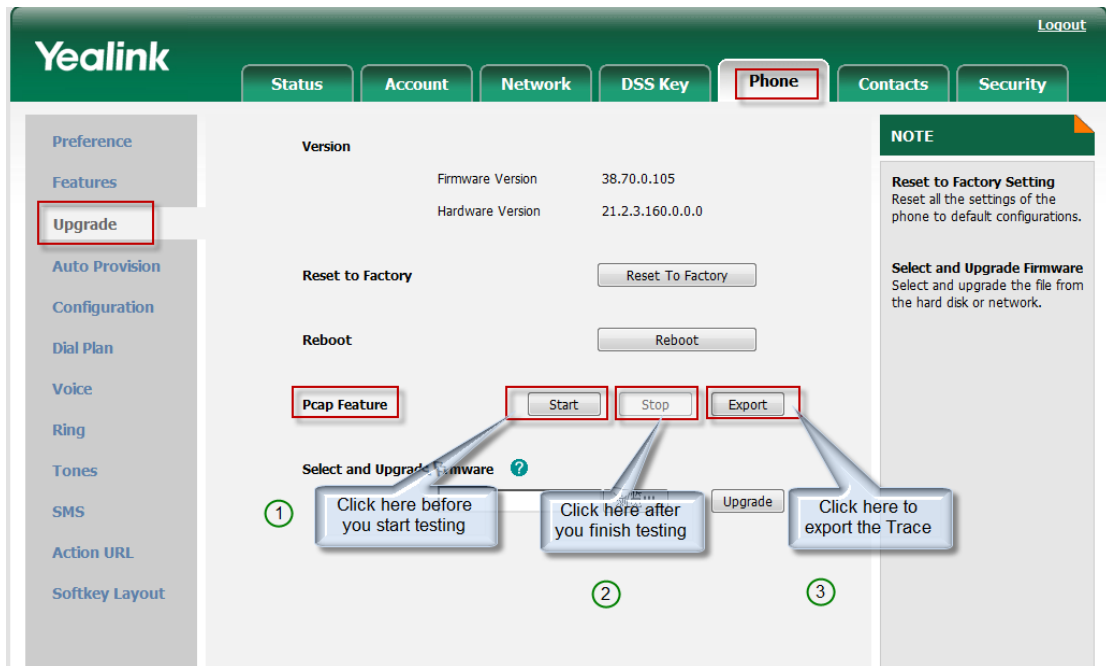 Logout
Yealink
Status
Account
Network
DSS Key
Phone
Contacts
Security
Preference
Features
Upgrade
Auto Provision
Configuration
Dial Plan
Voice
Ring
Tones
SMS
Action URL
Softkey Layout
Version
Firmware Version 38.70.0.105
Hardware Version 21.2.3.160.0.0.0
Reset to Factory
Reset To Factory
Reboot
Reboot
Pcap Feature
Start
Stop
Export
Select and Upgrade Firmware ?
Upgrade
1
Click here before
you start testing
2
Click here after
you finish testing
3
Click here to
export the Trace
NOTE
Reset to Factory Setting
Reset all the settings of the
phone to default configurations.
Select and Upgrade Firmware
Select and upgrade the file from
the hard disk or network.